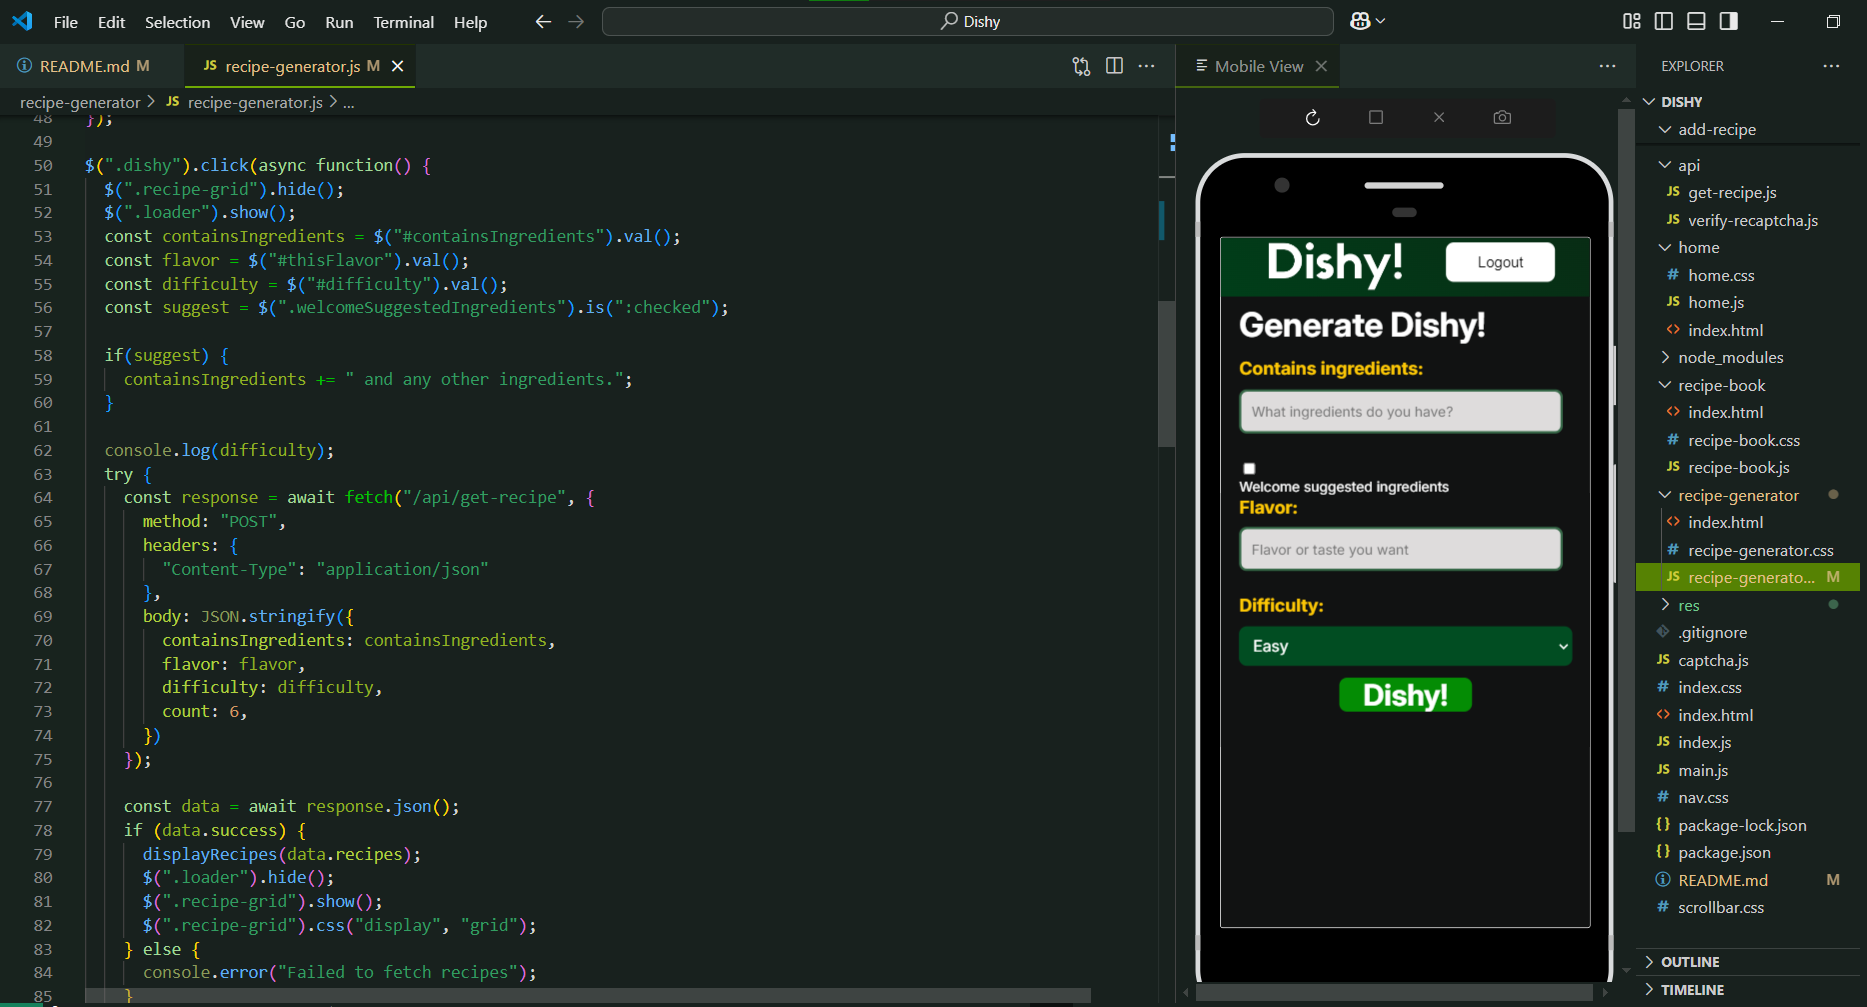 File Edit Selection View Go Run Terminal Help
Dishy
README.md M
JS recipe-generator.js M
Mobile View
EXPLORER
recipe-generator > JS recipe-generator.js > ...
48 });
49
50 $(".dishy").click(async function() {
51 $(".recipe-grid").hide();
52 $(".loader").show();
53 const containsIngredients = $("#containsIngredients").val();
54 const flavor = $("#thisFlavor").val();
55 const difficulty = $("#difficulty").val();
56 const suggest = $(".welcomeSuggestedIngredients").is(":checked");
57
58 if(suggest) {
59 containsIngredients += " and any other ingredients.";
60 }
61
62 console.log(difficulty);
63 try {
64 const response = await fetch("/api/get-recipe", {
65 method: "POST",
66 headers: {
67 "Content-Type": "application/json"
68 },
69 body: JSON.stringify({
70 containsIngredients: containsIngredients,
71 flavor: flavor,
72 difficulty: difficulty,
73 count: 6,
74 })
75 });
76
77 const data = await response.json();
78 if (data.success) {
79 displayRecipes(data.recipes);
80 $(".loader").hide();
81 $(".recipe-grid").show();
82 $(".recipe-grid").css("display", "grid");
83 } else {
84 console.error("Failed to fetch recipes");
85 }
Dishy!
Logout
Generate Dishy!
Contains ingredients:
What ingredients do you have?
Welcome suggested ingredients
Flavor:
Flavor or taste you want
Difficulty:
Easy
Dishy!
DISHY
add-recipe
api
JS get-recipe.js
JS verify-recaptcha.js
home
# home.css
JS home.js
<> index.html
node_modules
recipe-book
<> index.html
# recipe-book.css
JS recipe-book.js
recipe-generator
<> index.html
# recipe-generator.css
JS recipe-generato... M
res
.gitignore
JS captcha.js
# index.css
<> index.html
JS index.js
JS main.js
# nav.css
{} package-lock.json
{} package.json
README.md M
# scrollbar.css
OUTLINE
TIMELINE